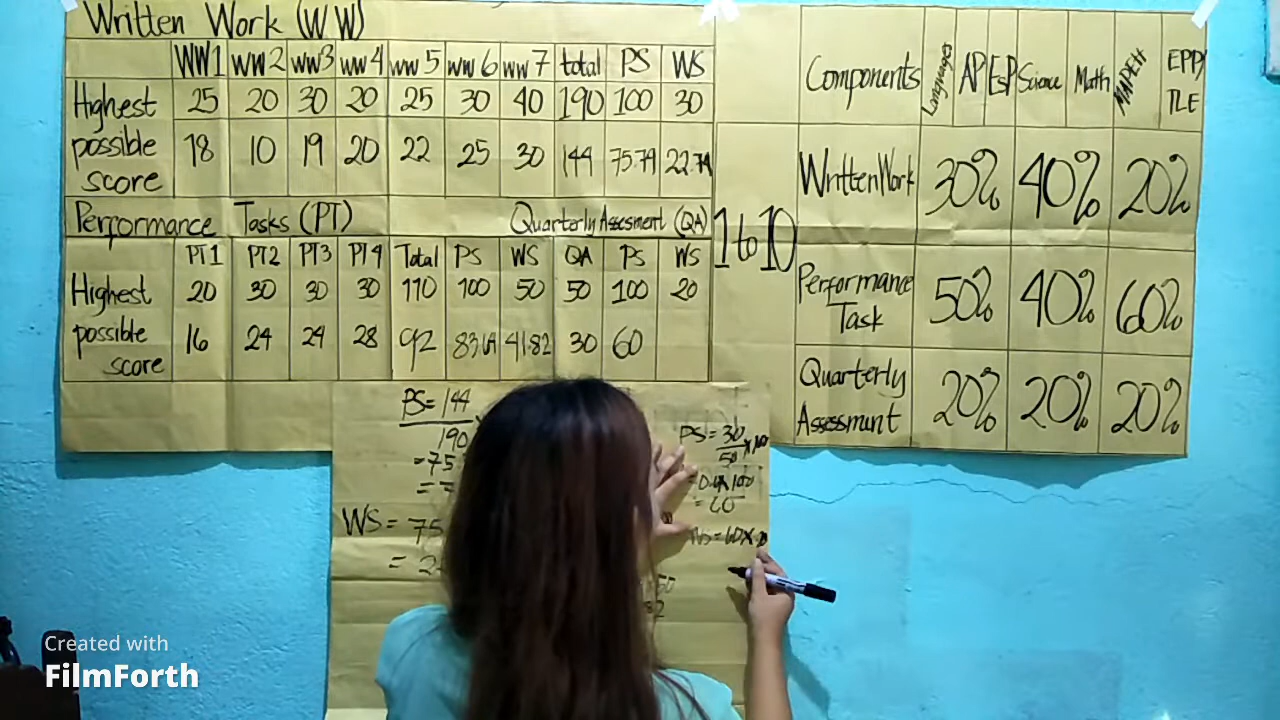 Written Work (WW)
WW1 WW2 WW3 WW4 WW5 WW6 WW7 total PS WS
Highest 25 20 30 20 25 30 40 190 100 30
possible 18 10 19 20 22 25 30 144 75.79 22.74
score
Performance Tasks (PT) Quarterly Assesment (QA)
PT1 PT2 PT3 PT4 Total PS WS QA PS WS
Highest 20 30 30 30 110 100 50 50 100 20
possible 16 24 24 28 92 83.64 41.82 30 60
score
1 to 10
Components Languages AP EsP Science Math MAPEH EPP/
TLE
Written Work 30% 40% 20%
Performance 50% 40% 60%
Task
Quarterly 20% 20% 20%
Assessment
PS = 144
190
= 75
WS = 75
= 2
PS = 30
50
= 60
WS = 60 X
Created with
FilmForth